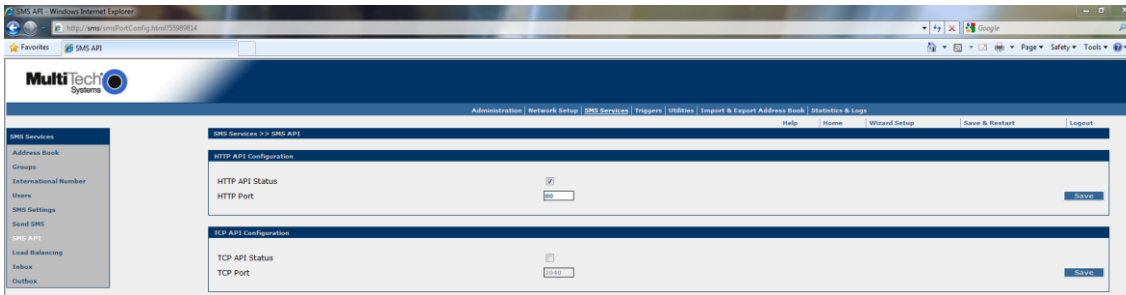 SMS API - Windows Internet Explorer
http://sms/smsPortConfig.html?55989814
Google
Favorites SMS API
Page Safety Tools
MultiTech
Systems
Administration | Network Setup | SMS Services | Triggers | Utilities | Import & Export Address Book | Statistics & Logs
Help Home Wizard Setup Save & Restart Logout
SMS Services
Address Book
Groups
International Number
Users
SMS Settings
Send SMS
SMS API
Load Balancing
Inbox
Outbox
SMS Services >> SMS API
HTTP API Configuration
HTTP API Status
HTTP Port 80
Save
TCP API Configuration
TCP API Status
TCP Port 2040
Save